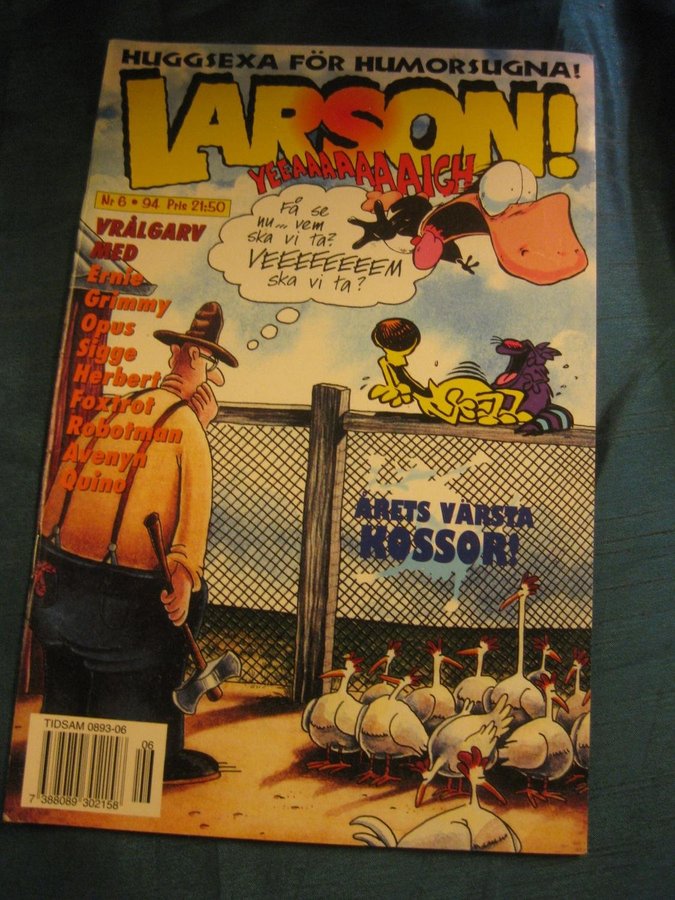 HUGGSEXA FÖR HUMORSUGNA!
LARSON!
YEEAAAAAAAAIGH
Nr 6 • 94 Pris 21:50
VRÅLGARV
MED
Ernie
Grimmy
Opus
Sigge
Herbert
Foxtrot
Robotman
Avenyn
Quino
Få se
nu... vem
ska vi ta?
VEEEEEEEEM
ska vi ta?
ÅRETS VÄRSTA
KOSSOR!
TIDSAM 0893-06
06
7 388089 302158